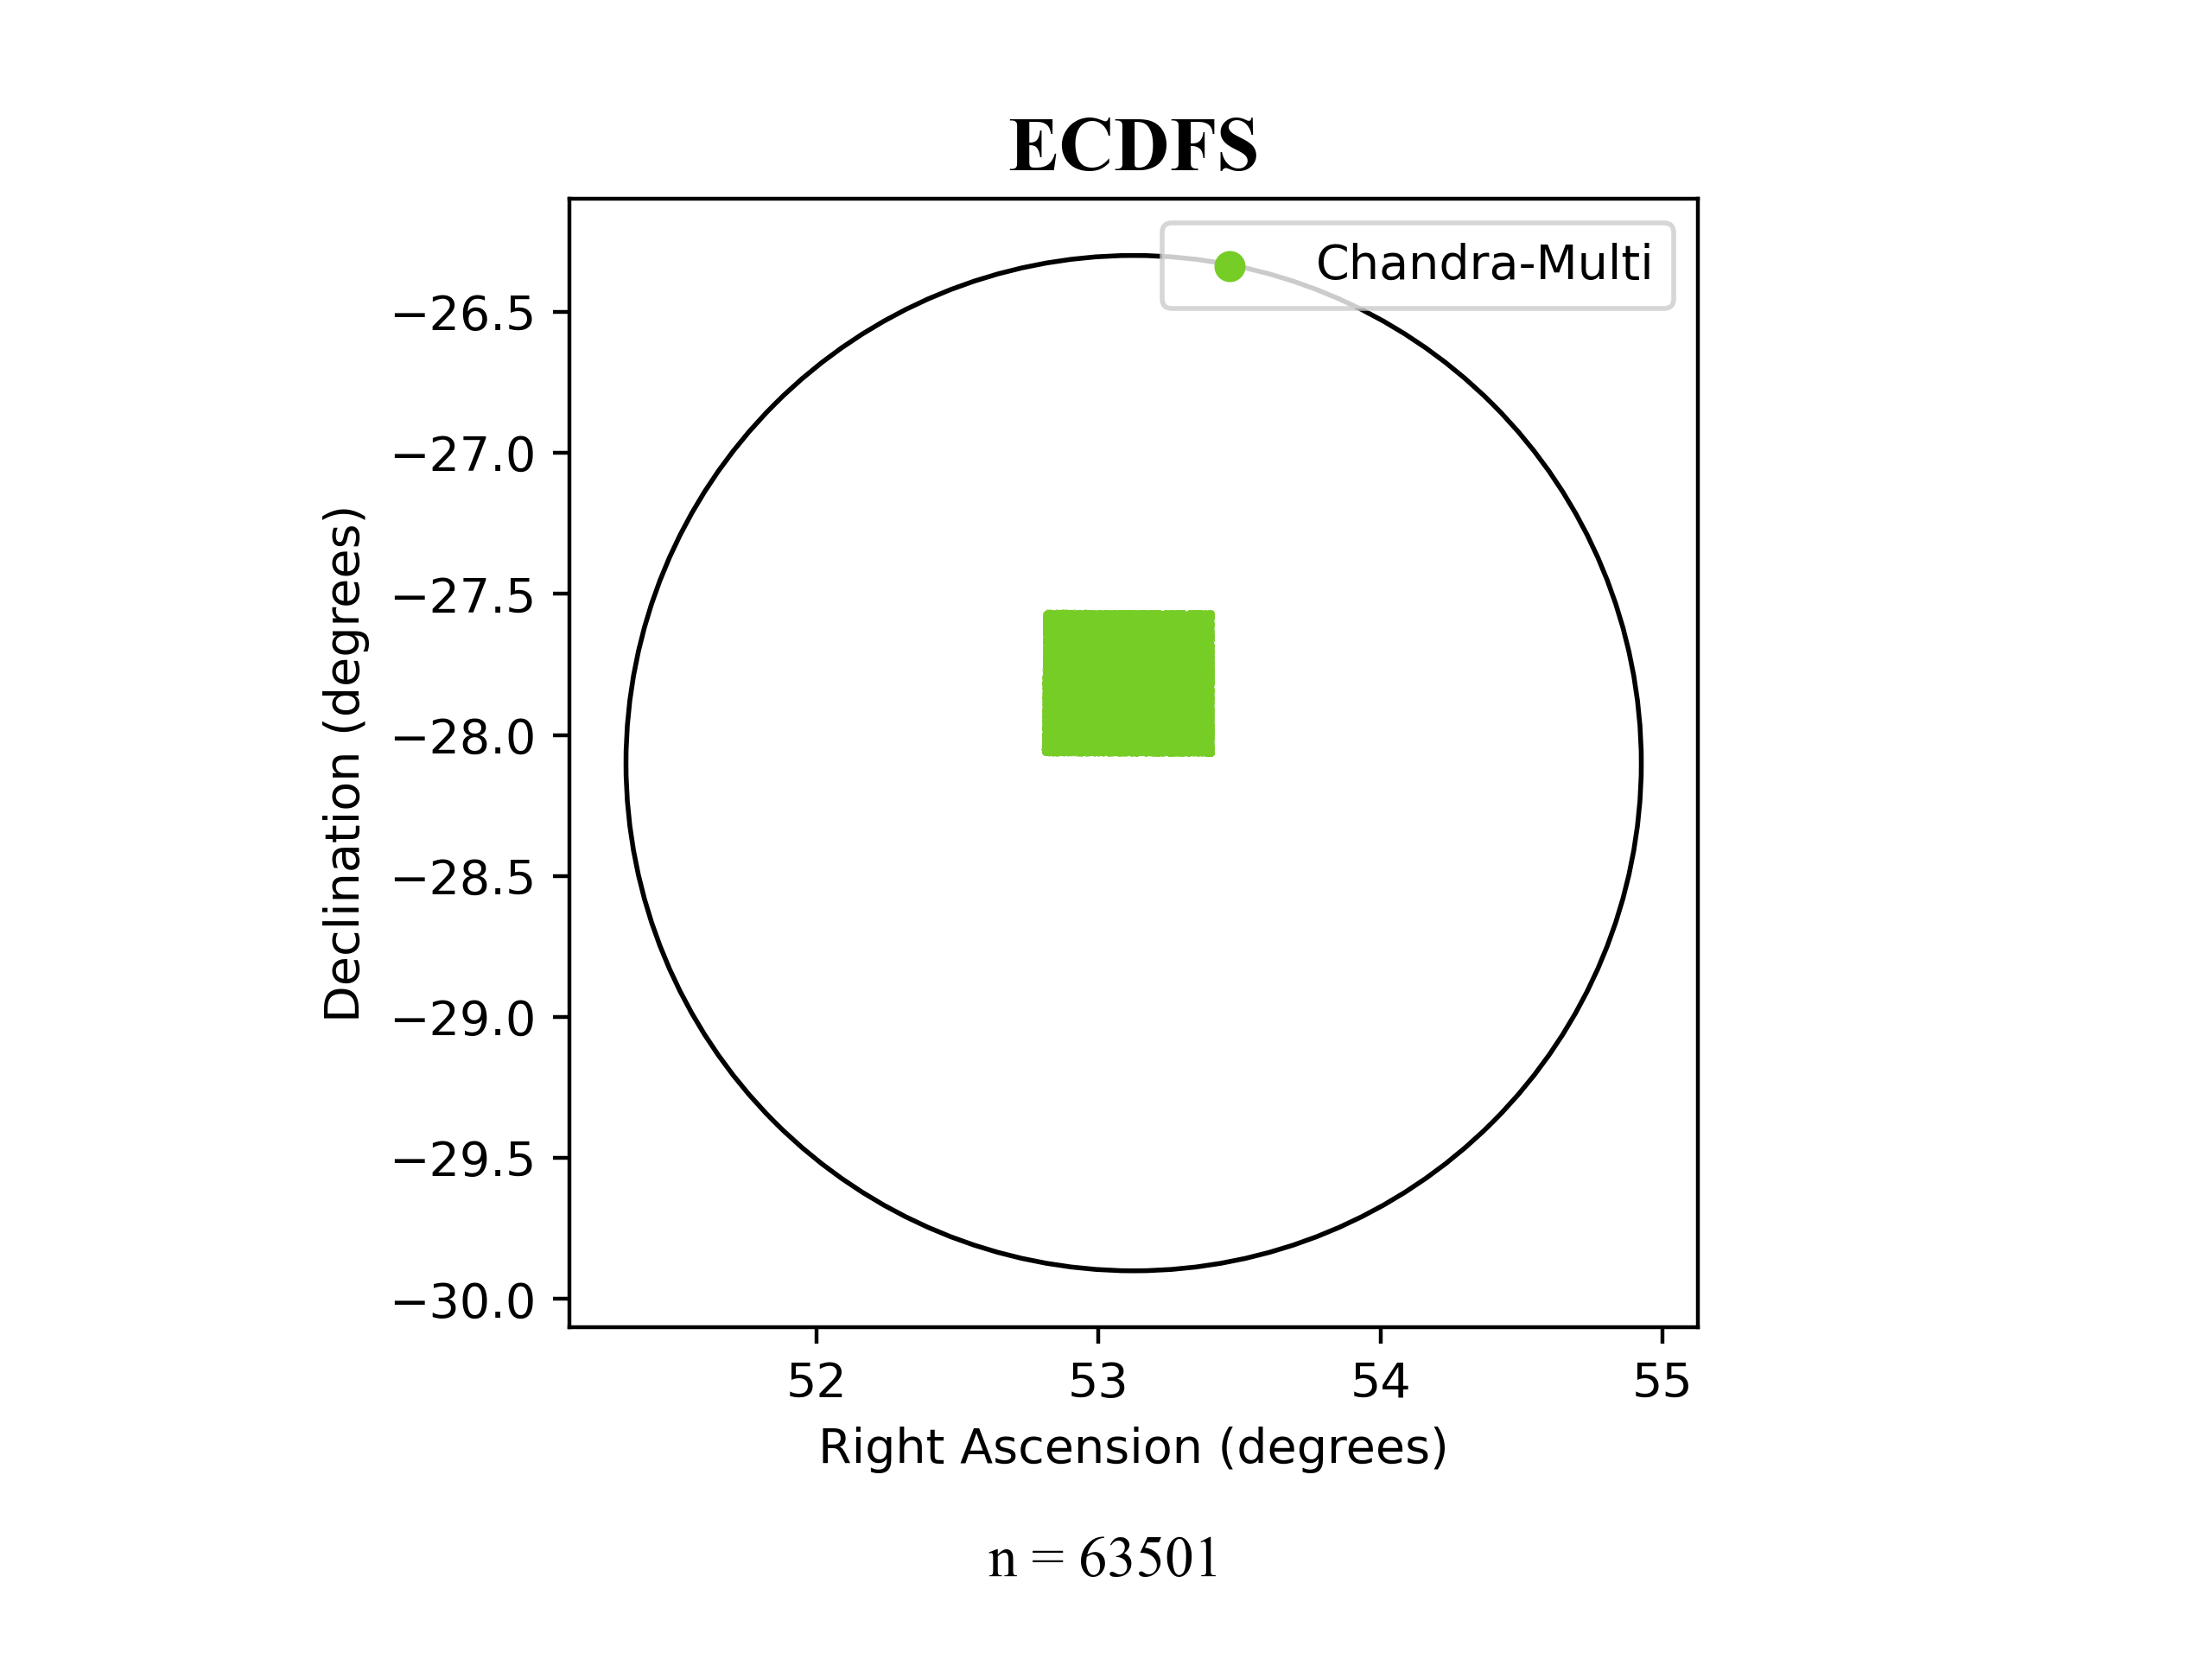 ECDFS
Chandra-Multi
−26.5
−27.0
−27.5
−28.0
−28.5
−29.0
−29.5
−30.0
Declination (degrees)
52 53 54 55
Right Ascension (degrees)
n = 63501